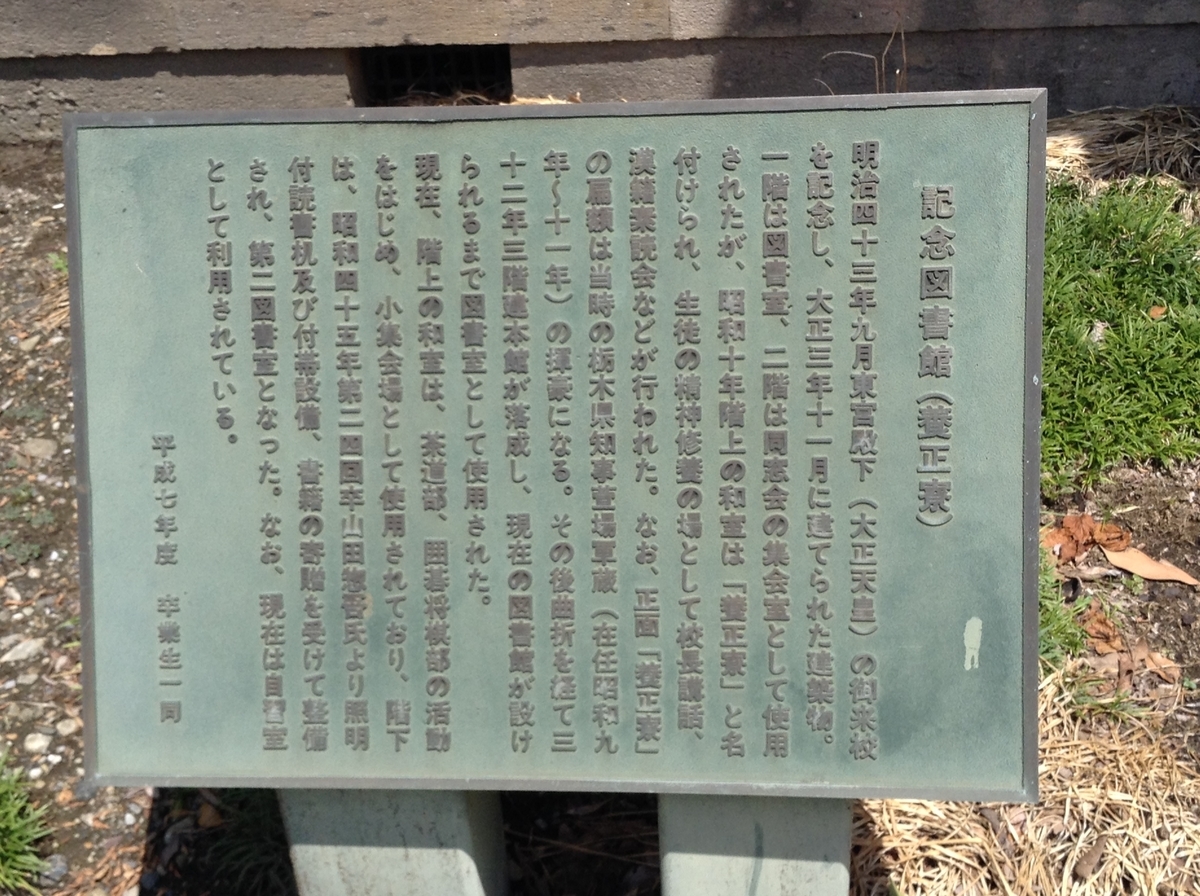 記念図書館（養正寮）
明治四十三年九月東宮殿下（大正天皇）の御来校
を記念し、大正三年十一月に建てられた建築物。
一階は図書室、二階は同窓会の集会室として使用
されたが、昭和十年階上の和室は「養正寮」と名
付けられ、生徒の精神修養の場として校長講話、
漢籍素読会などが行われた。なお、正面「養正寮」
の扁額は当時の栃木県知事萱場軍蔵（在任昭和九
年～十一年）の揮豪になる。その後曲折を経て三
十二年三階建本館が落成し、現在の図書館が設け
られるまで図書室として使用された。
現在、階上の和室は、茶道部、囲碁将棋部の活動
をはじめ、小集会場として使用されており、階下
は、昭和四十五年第二四回卒山田惣吾氏より照明
付読書机及び付帯設備、書籍の寄贈を受けて整備
され、第二図書室となった。なお、現在は自習室
として利用されている。
平成七年度　卒業生一同